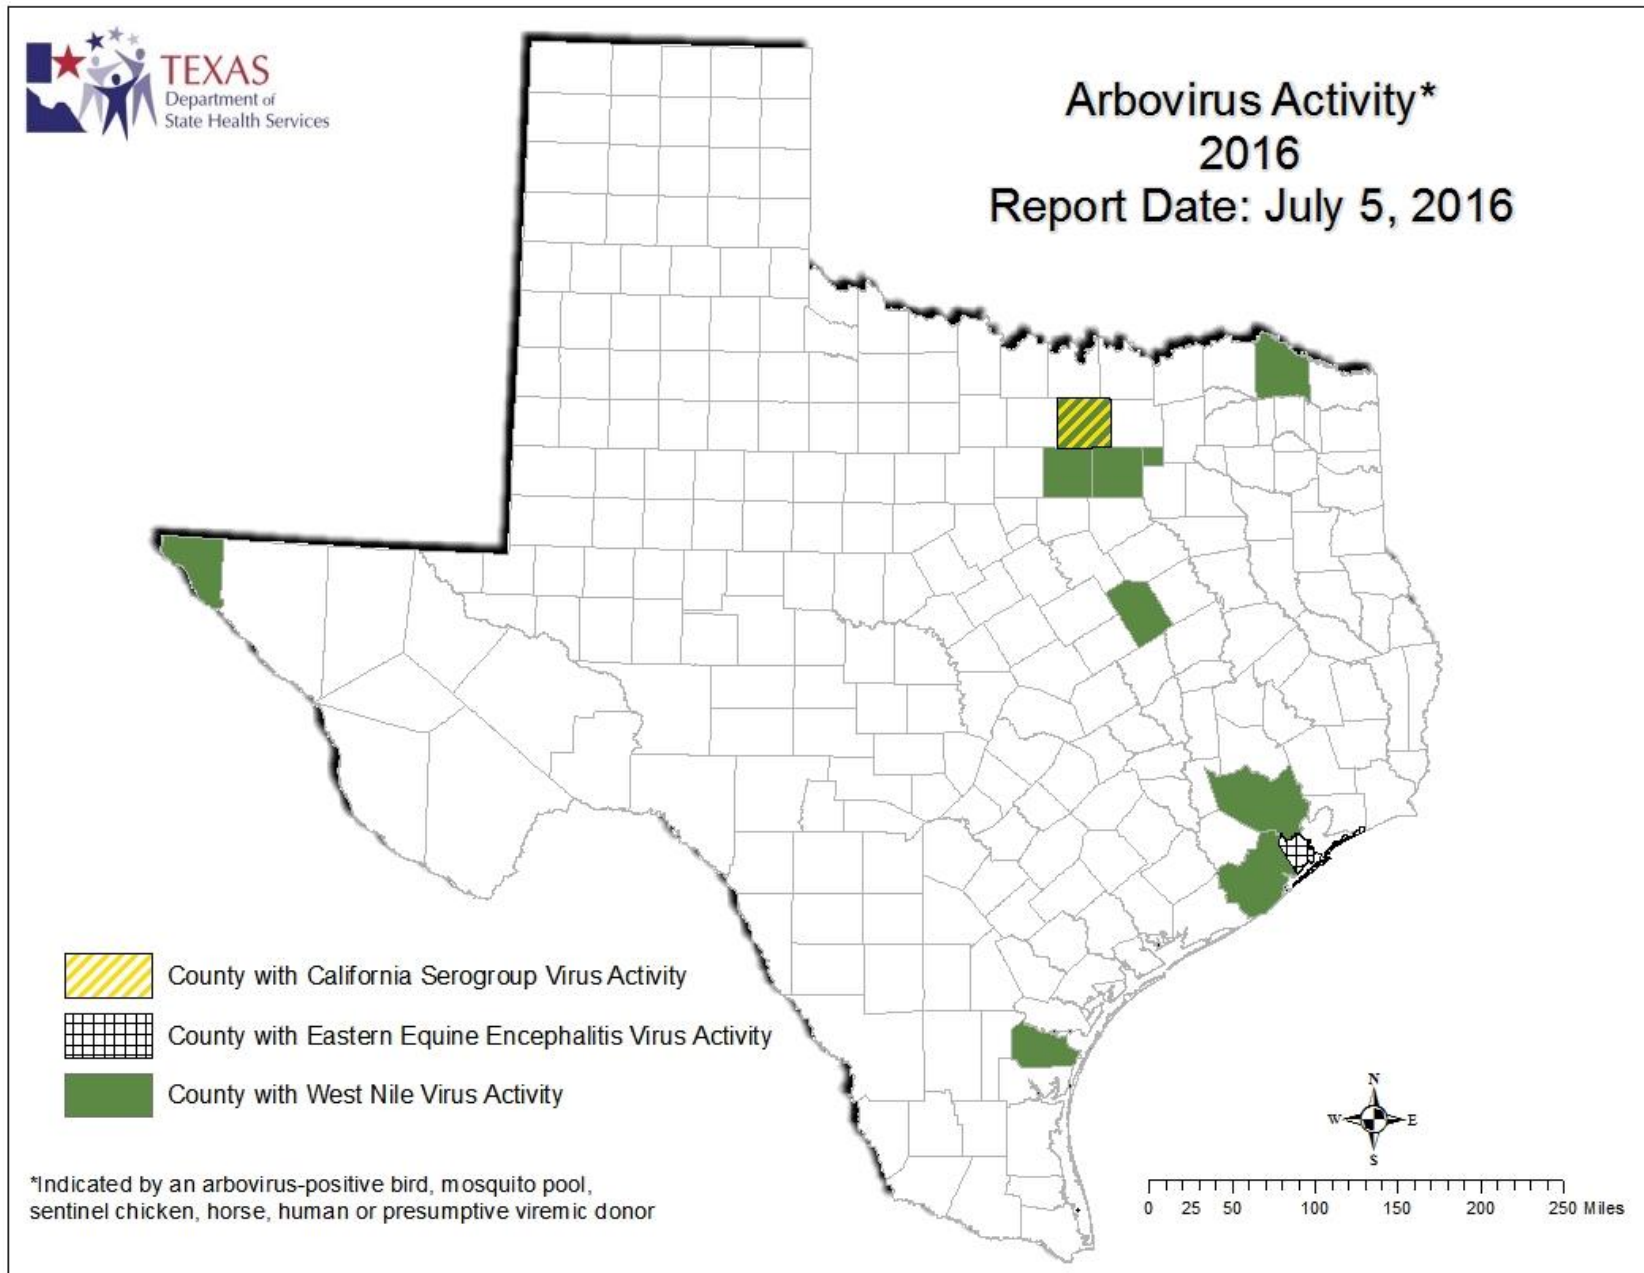 TEXAS
Department of
State Health Services
Arbovirus Activity*
2016
Report Date: July 5, 2016
County with California Serogroup Virus Activity
County with Eastern Equine Encephalitis Virus Activity
County with West Nile Virus Activity
*Indicated by an arbovirus-positive bird, mosquito pool,
sentinel chicken, horse, human or presumptive viremic donor
N
W E
S
0 25 50 100 150 200 250 Miles